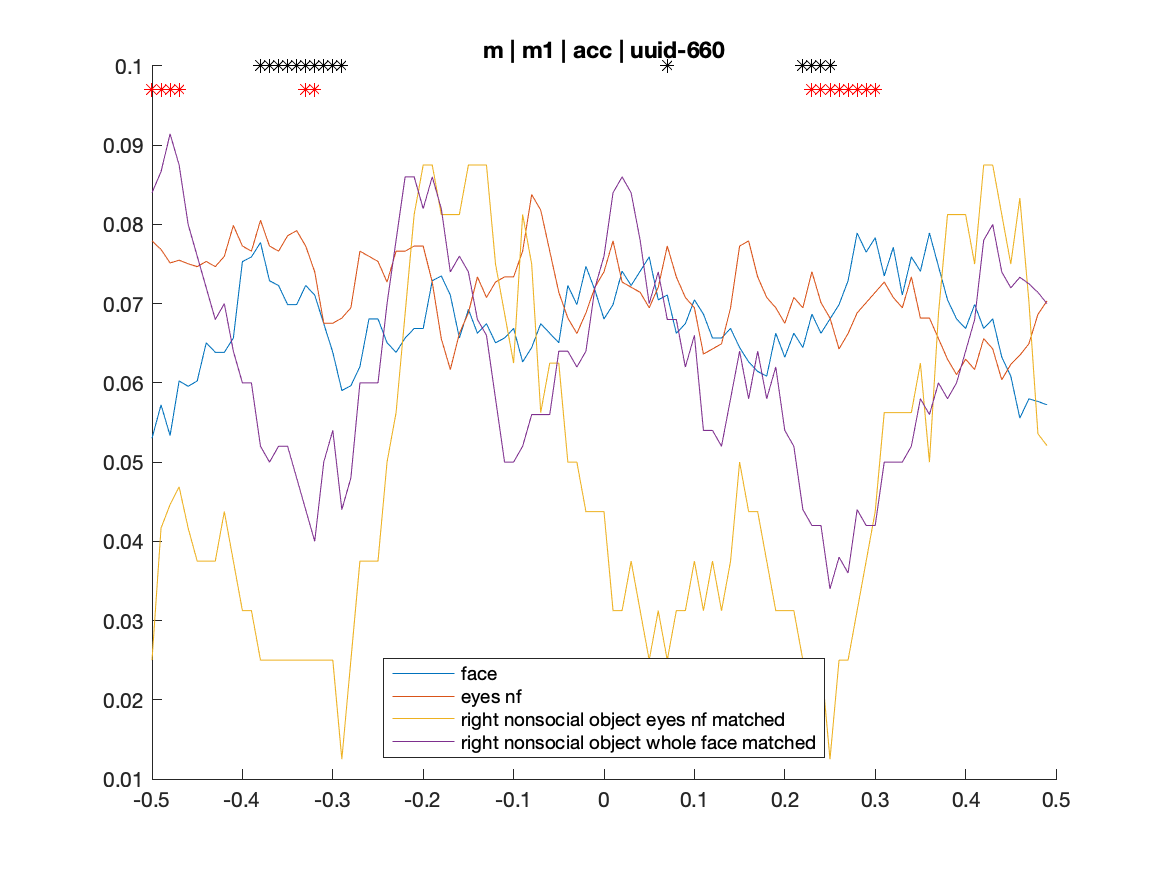 m | m1 | acc | uuid-660
0.1
0.09
0.08
0.07
0.06
0.05
0.04
0.03
0.02
0.01
face
eyes nf
right nonsocial object eyes nf matched
right nonsocial object whole face matched
-0.5 -0.4 -0.3 -0.2 -0.1 0 0.1 0.2 0.3 0.4 0.5